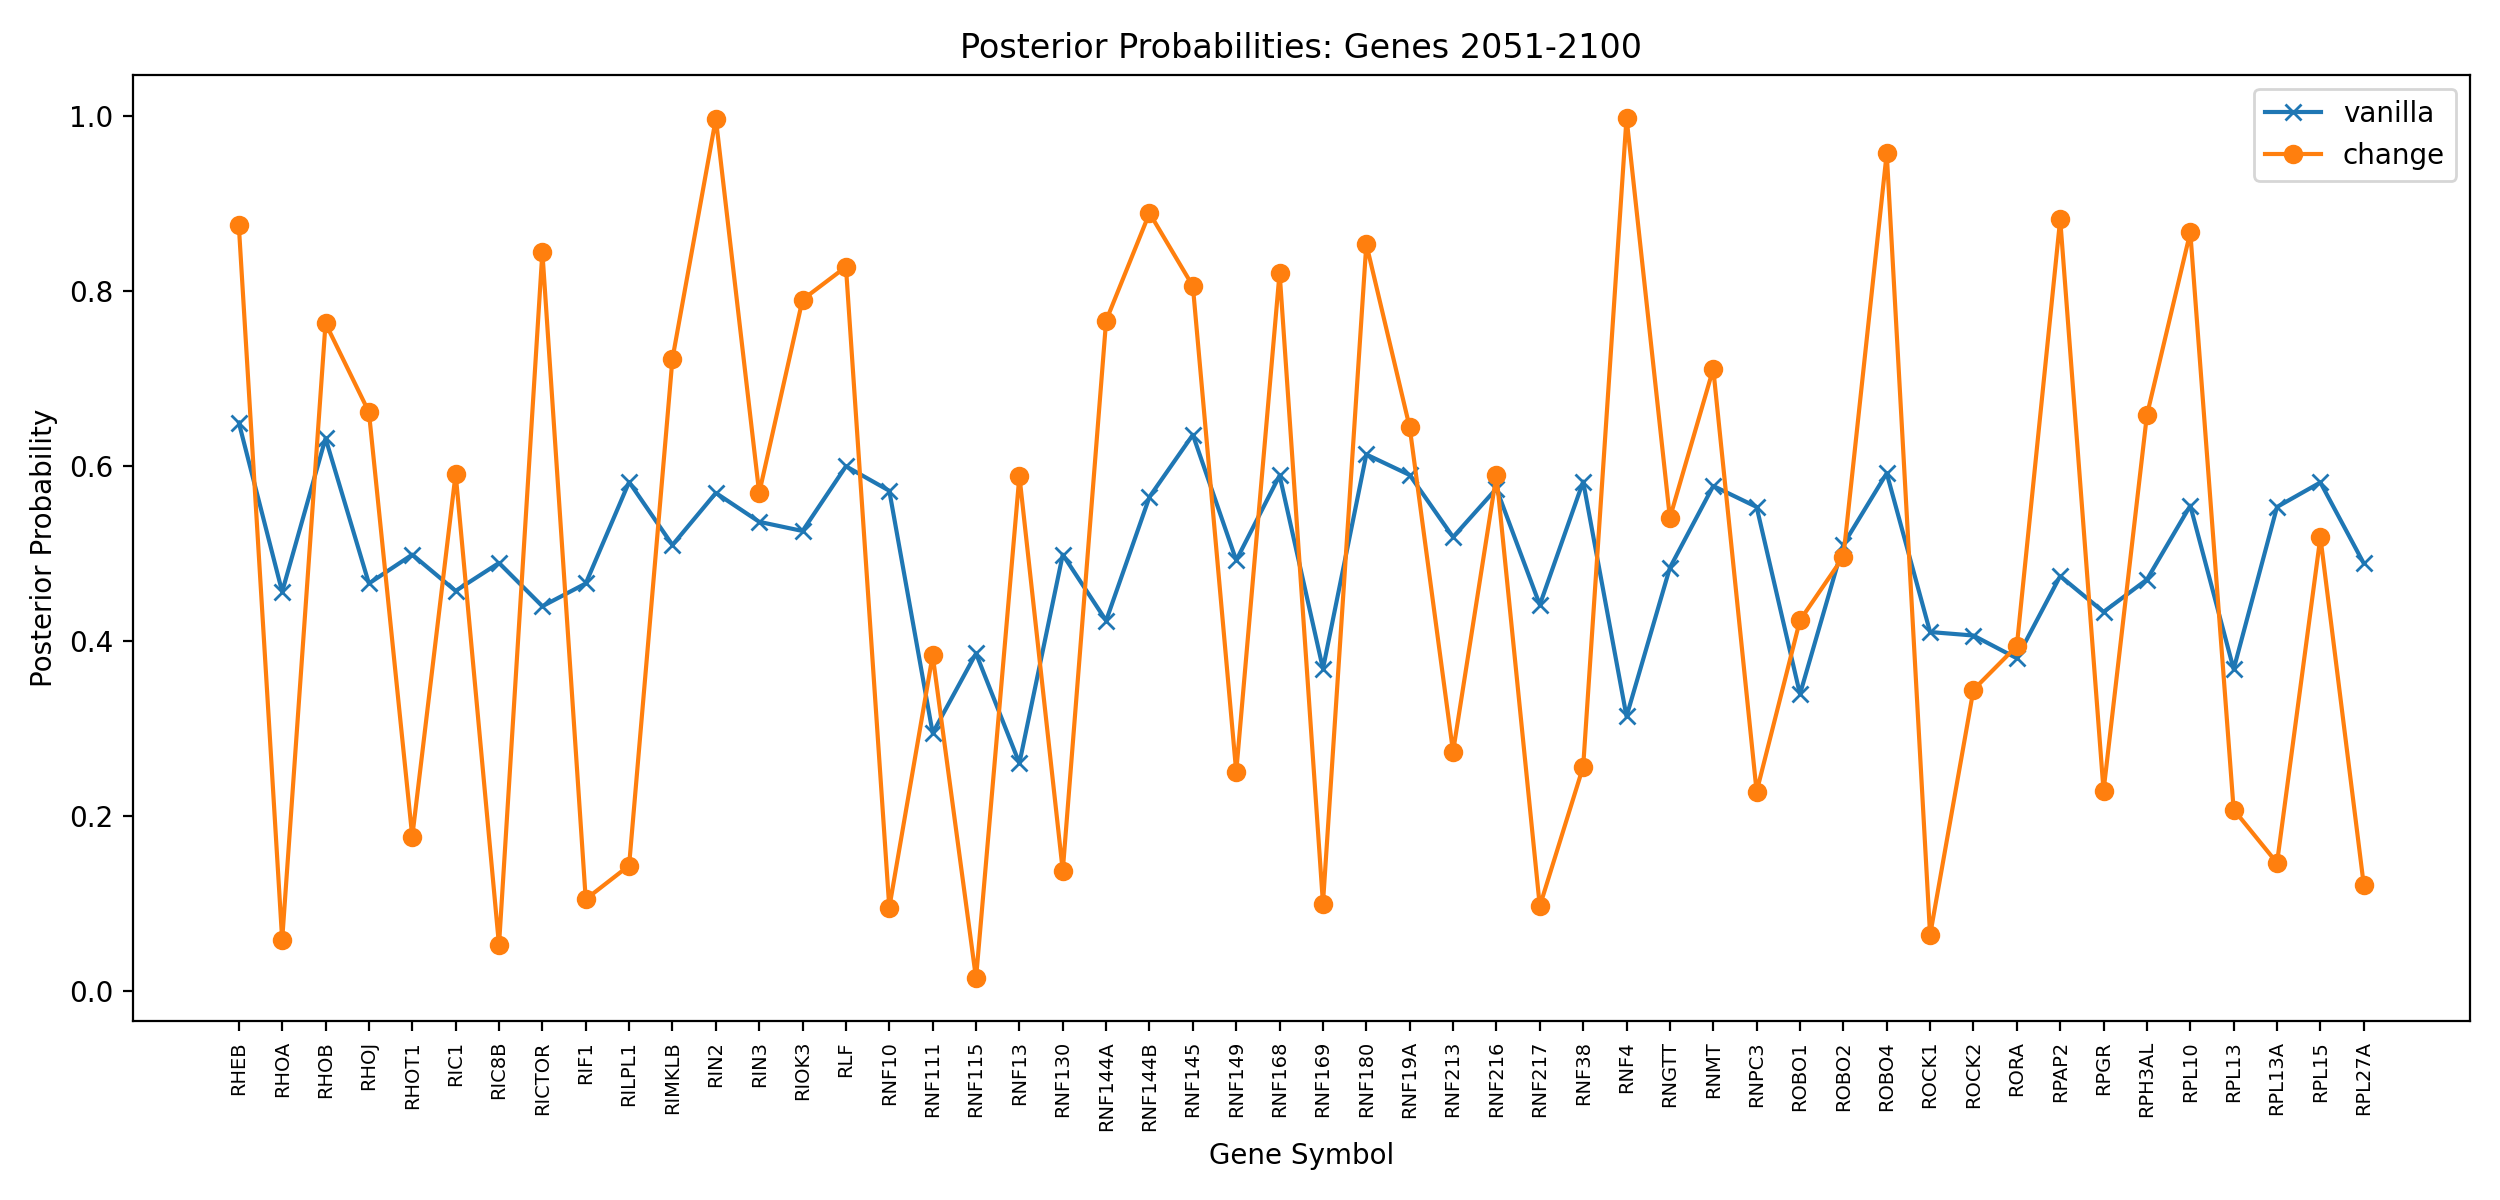 Posterior Probabilities: Genes 2051-2100
vanilla
change
Posterior Probability
1.0
0.8
0.6
0.4
0.2
0.0
RHEB
RHOA
RHOB
RHOJ
RHOT1
RIC1
RIC8B
RICTOR
RIF1
RILPL1
RIMKLB
RIN2
RIN3
RIOK3
RLF
RNF10
RNF111
RNF115
RNF13
RNF130
RNF144A
RNF144B
RNF145
RNF149
RNF168
RNF169
RNF180
RNF19A
RNF213
RNF216
RNF217
RNF38
RNF4
RNGTT
RNMT
RNPC3
ROBO1
ROBO2
ROBO4
ROCK1
ROCK2
RORA
RPAP2
RPGR
RPH3AL
RPL10
RPL13
RPL13A
RPL15
RPL27A
Gene Symbol